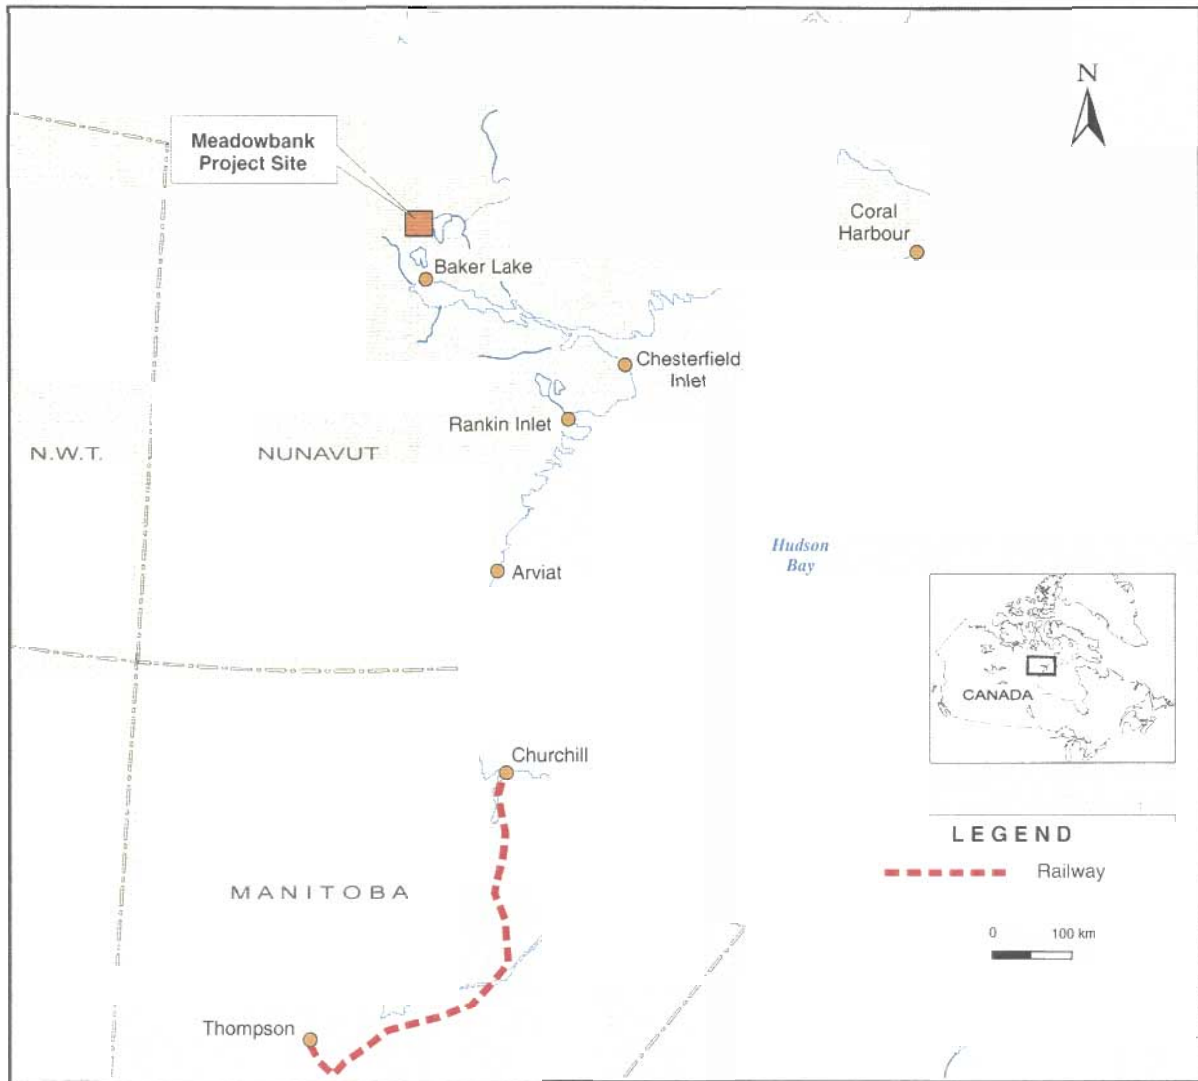 N
Meadowbank
Project Site
Coral
Harbour
Baker Lake
Chesterfield
Inlet
Rankin Inlet
N.W.T.
NUNAVUT
Hudson
Bay
Arviat
CANADA
Churchill
LEGEND
Railway
MANITOBA
0 100 km
Thompson